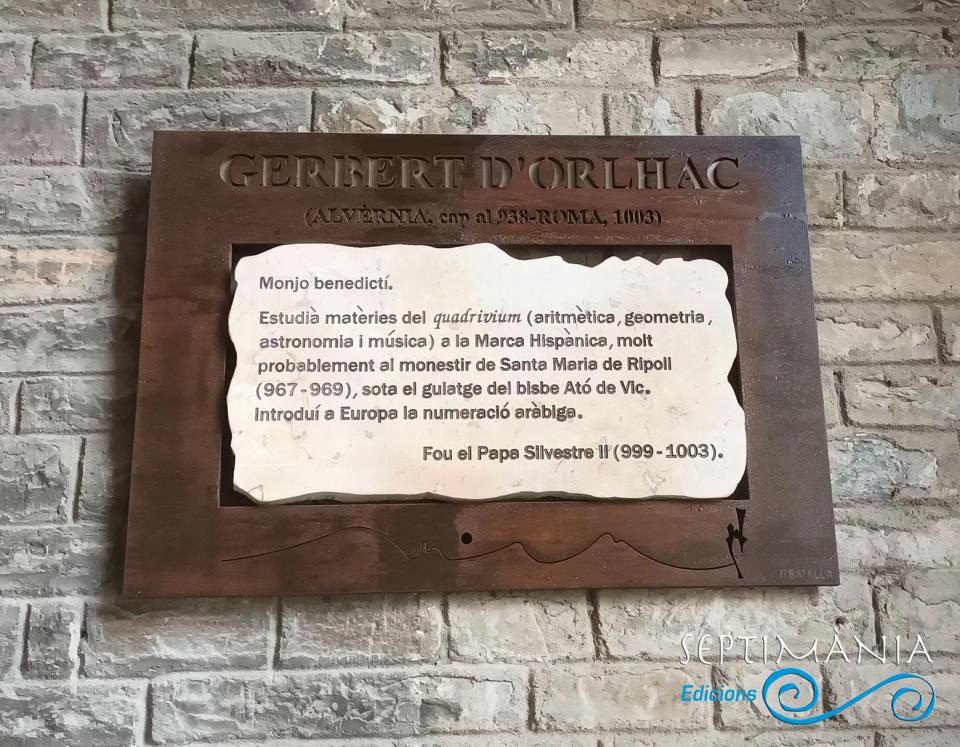 GERBERT D'ORLHAC
(ALVÈRNIA, cap al 938-ROMA, 1003)
Monjo benedictí.
Estudià matèries del quadrivium (aritmètica, geometria,
astronomia i música) a la Marca Hispànica, molt
probablement al monestir de Santa Maria de Ripoll
(967-969), sota el guiatge del bisbe Ató de Vic.
Introduí a Europa la numeració aràbiga.
Fou el Papa Silvestre II (999-1003).
D.BATALLA
SEPTIMÀNIA
Edicions